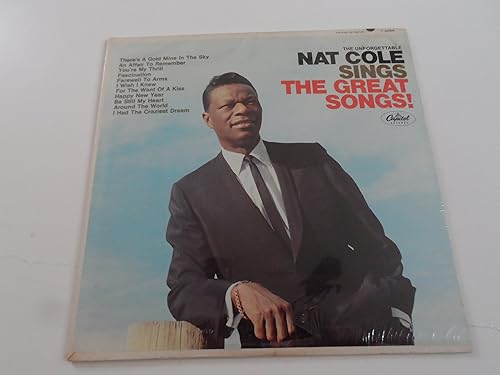 THE UNFORGETTABLE
NAT COLE
SINGS
THE GREAT
SONGS!
Capitol
There's A Gold Mine In The Sky
An Affair To Remember
You're My Thrill
Fascination
Farewell To Arms
I Wish I Knew
For The Want Of A Kiss
Happy New Year
Be Still My Heart
Around The World
I Had The Craziest Dream